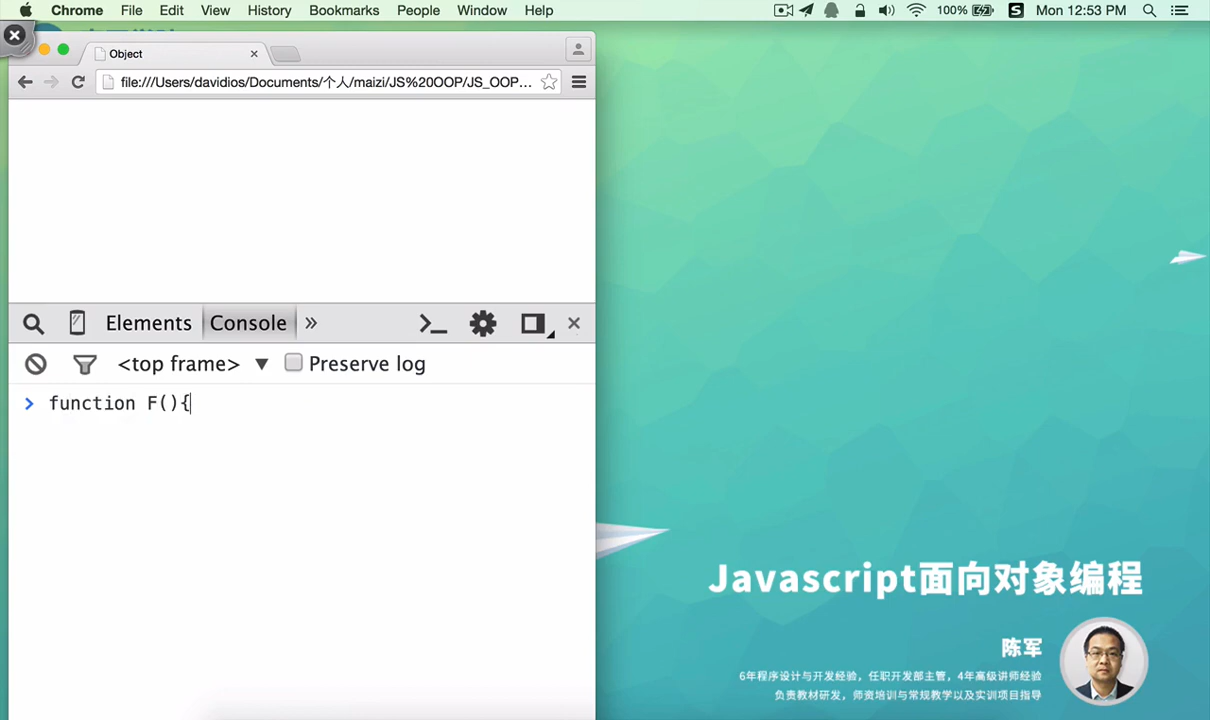 Chrome File Edit View History Bookmarks People Window Help 100% Mon 12:53 PM
Object
file:///Users/davidios/Documents/个人/maizi/JS%20OOP/JS_OOP...
Elements Console »
<top frame> ▼ Preserve log
> function F(){
Javascript面向对象编程
陈军
6年程序设计与开发经验，任职开发部主管，4年高级讲师经验
负责教材研发，师资培训与常规教学以及实训项目指导